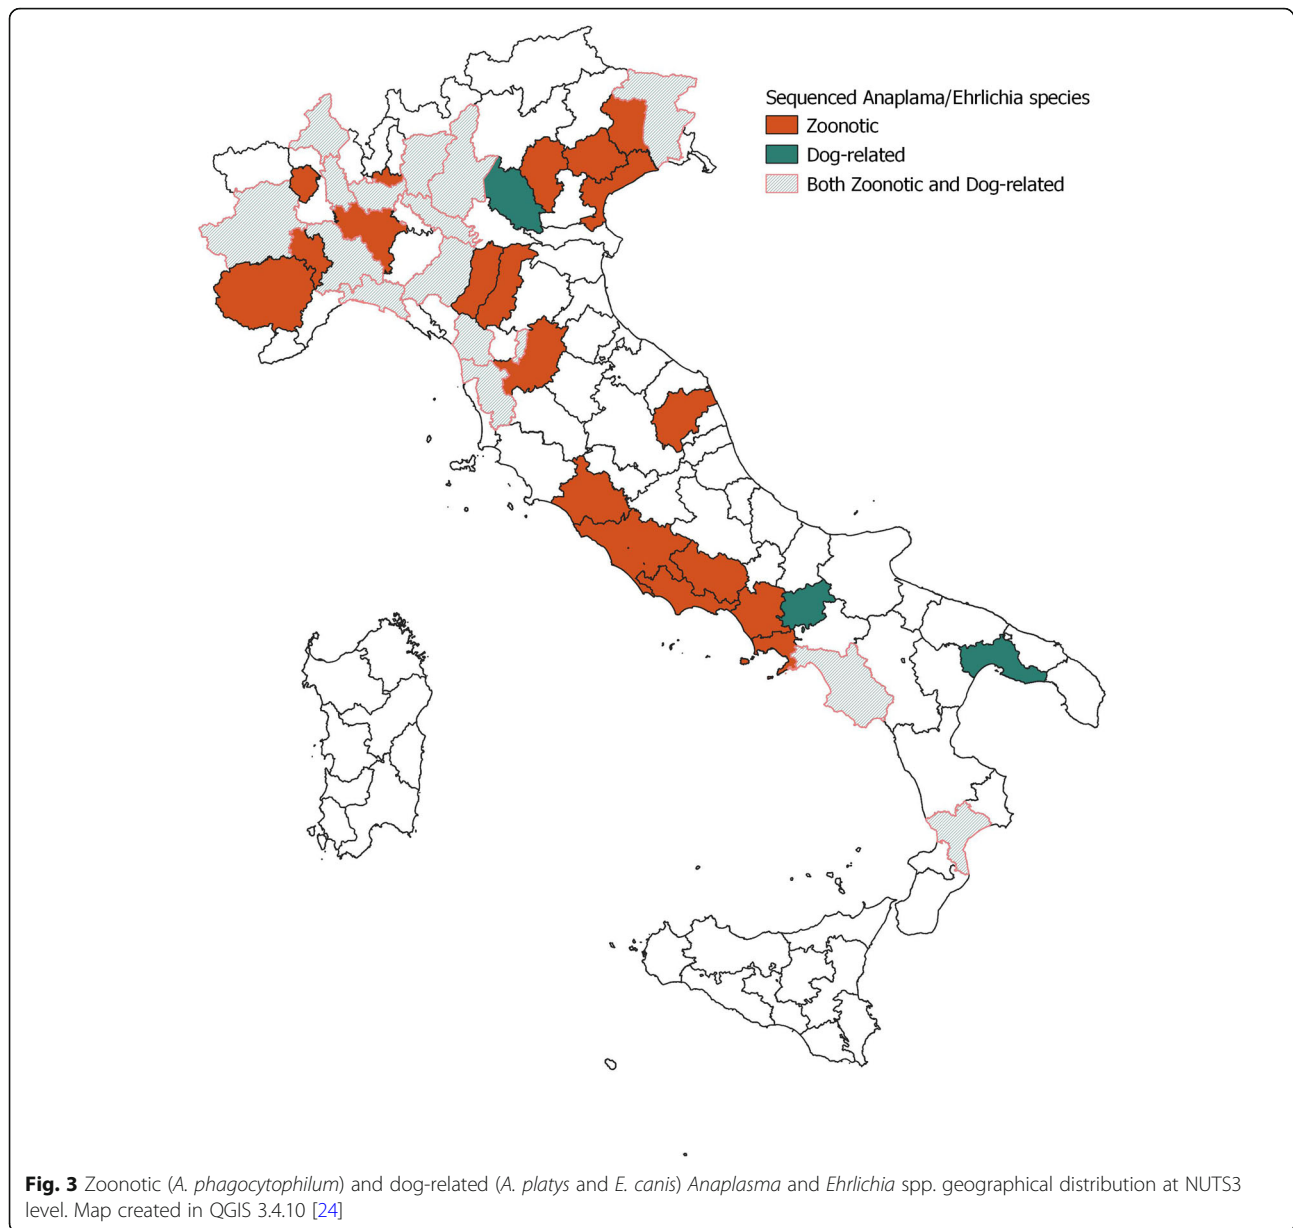 Sequenced Anaplama/Ehrlichia species
Zoonotic
Dog-related
Both Zoonotic and Dog-related
Fig. 3 Zoonotic (A. phagocytophilum) and dog-related (A. platys and E. canis) Anaplasma and Ehrlichia spp. geographical distribution at NUTS3
level. Map created in QGIS 3.4.10 [24]